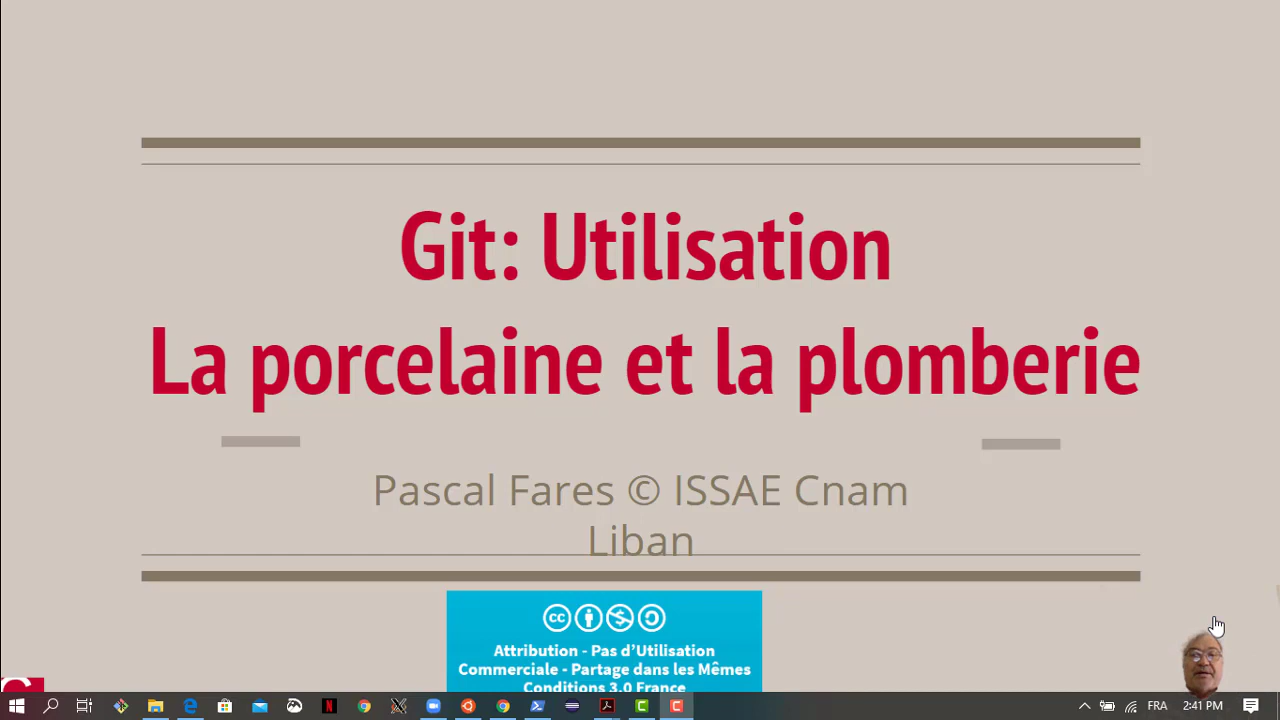 Git: Utilisation
La porcelaine et la plomberie
Pascal Fares © ISSAE Cnam
Liban
cc
Attribution - Pas d'Utilisation
Commerciale - Partage dans les Mêmes
Conditions 3.0 France
FRA 2:41 PM